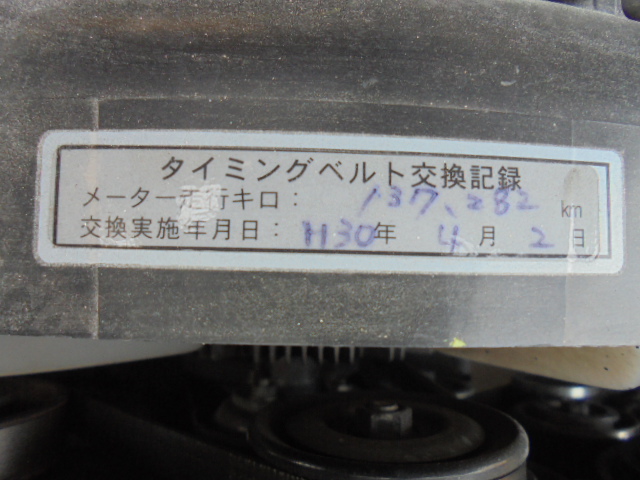 タイミングベルト交換記録
メーター走行キロ： 137,282 km
交換実施年月日：H30年 4月 2日